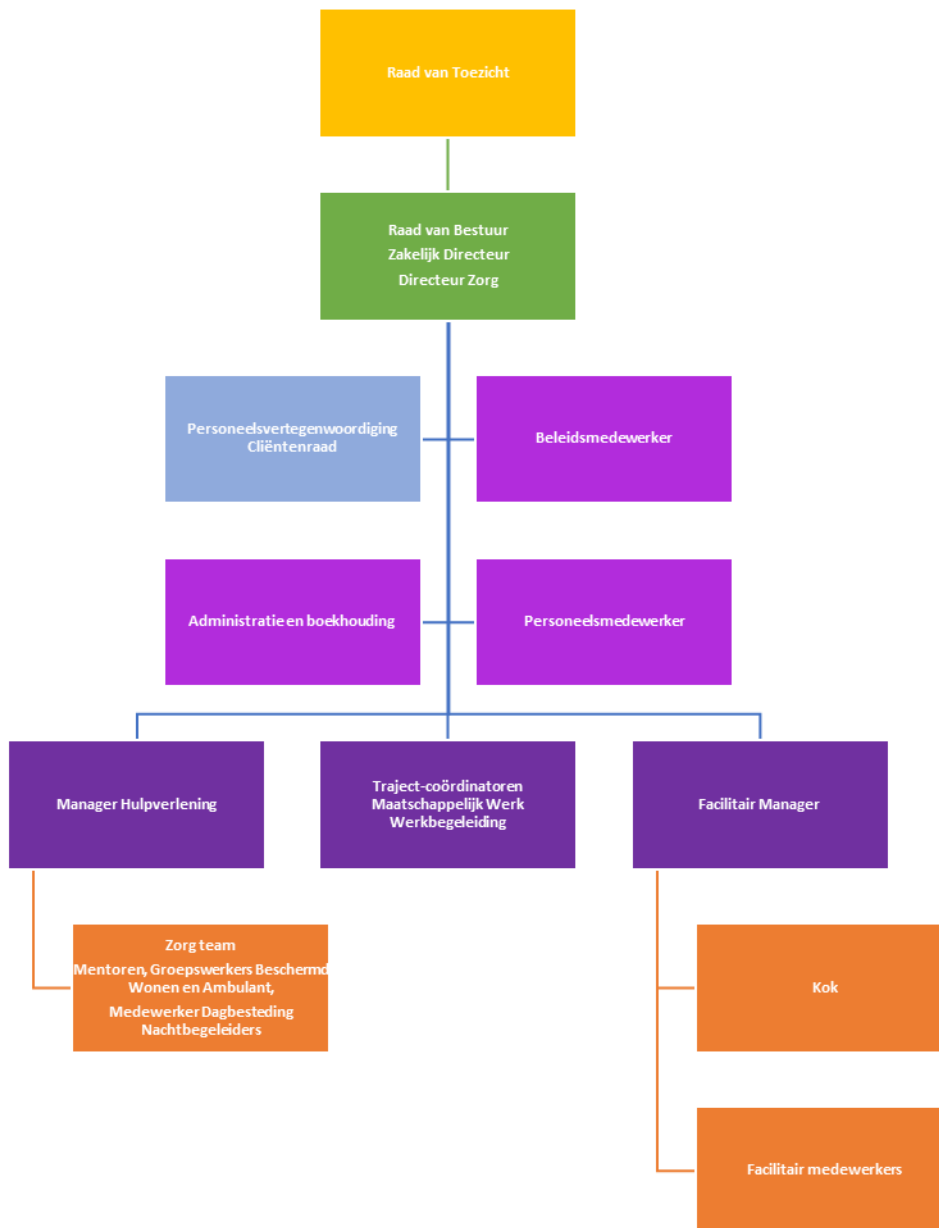 Raad van Toezicht
Raad van Bestuur
Zakelijk Directeur
Directeur Zorg
Personeelsvertegenwoordiging
Cliëntenraad
Beleidsmedewerker
Administratie en boekhouding
Personeelsmedewerker
Manager Hulpverlening
Traject-coördinatoren
Maatschappelijk Werk
Werkbegeleiding
Facilitair Manager
Zorg team
Mentoren, Groepswerkers Beschermd
Wonen en Ambulant,
Medewerker Dagbesteding
Nachtbegeleiders
Kok
Facilitair medewerkers